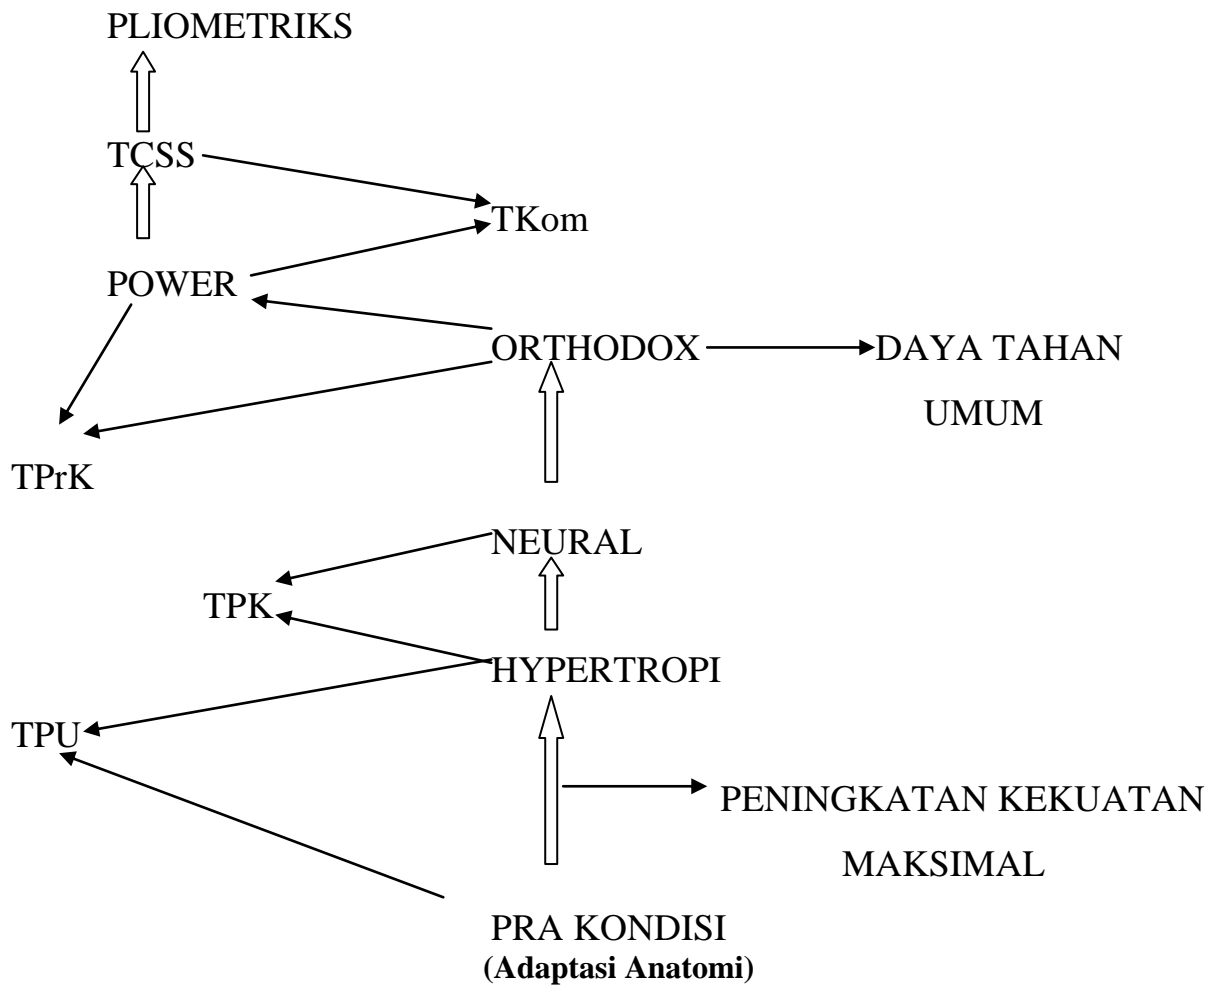 PLIOMETRIKS
TCSS
TKom
POWER
ORTHODOX
DAYA TAHAN
UMUM
TPrK
NEURAL
TPK
HYPERTROPI
TPU
PENINGKATAN KEKUATAN
MAKSIMAL
PRA KONDISI
(Adaptasi Anatomi)